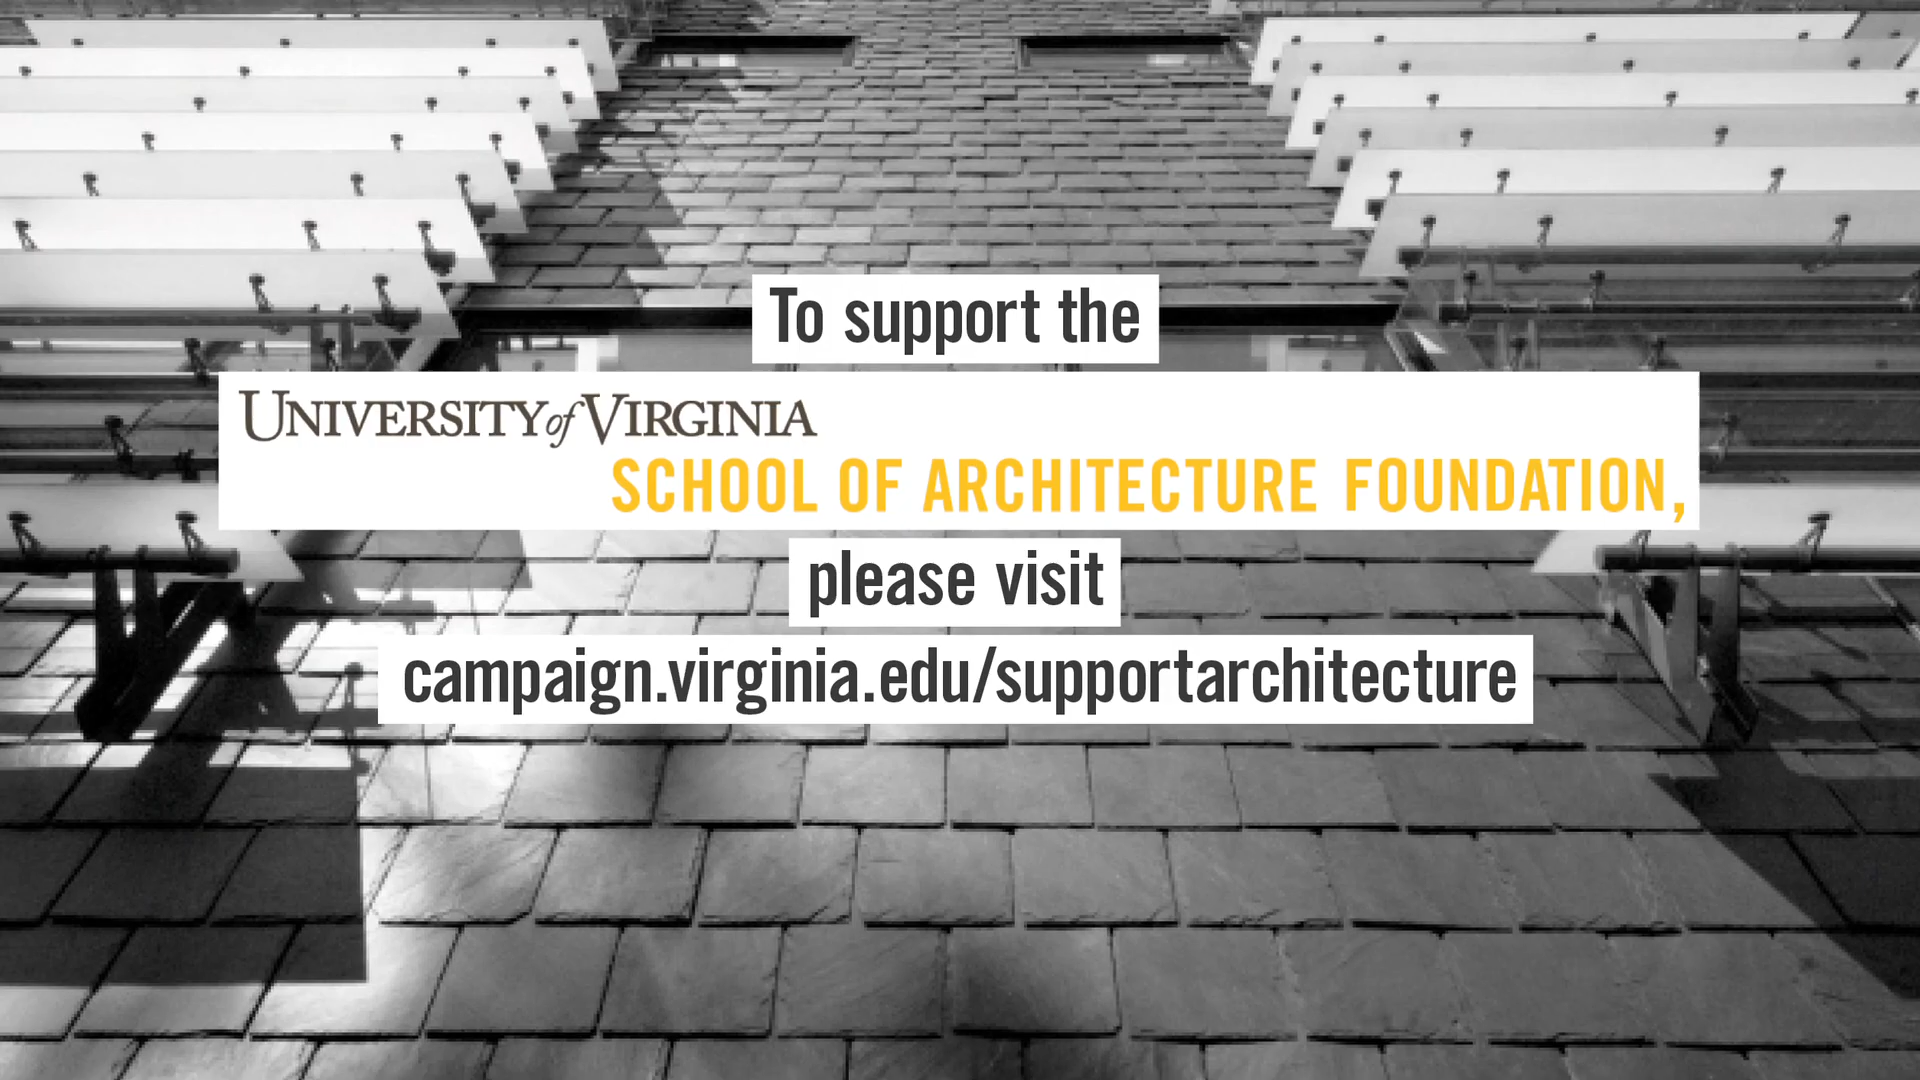 To support the
UNIVERSITY of VIRGINIA
SCHOOL OF ARCHITECTURE FOUNDATION,
please visit
campaign.virginia.edu/supportarchitecture